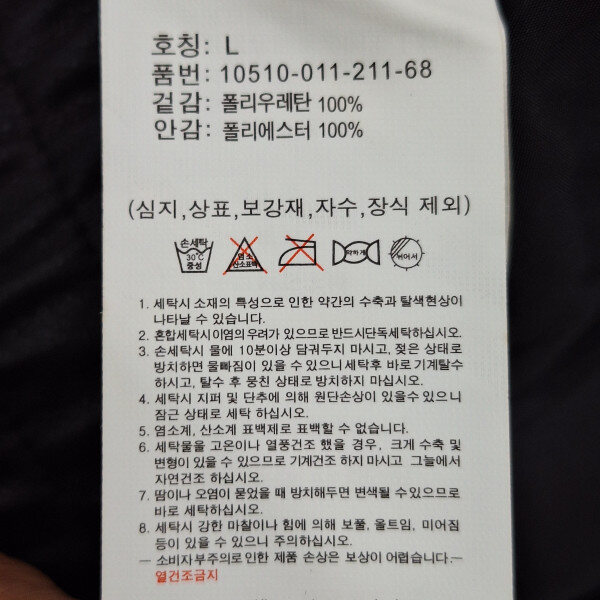 호칭: L
품번: 10510-011-211-68
겉감: 폴리우레탄 100%
안감: 폴리에스터 100%
(심지,상표,보강재,자수,장식 제외)
손세탁
30℃
중성
염소
산소표백
약하게
뉘어서
1. 세탁시 소재의 특성으로 인한 약간의 수축과 탈색현상이
나타날 수 있습니다.
2. 혼합세탁시 이염의 우려가 있으므로 반드시 단독세탁하십시오.
3. 손세탁시 물에 10분이상 담궈두지 마시고, 젖은 상태로
방치하면 물빠짐이 있을 수 있으니 세탁후 바로 기계탈수
하시고, 탈수 후 뭉친 상태로 방치하지 마십시오.
4. 세탁시 지퍼 및 단추에 의해 원단손상이 있을수 있으니
잠근 상태로 세탁 하십시오.
5. 염소계, 산소계 표백제로 표백할 수 없습니다.
6. 세탁물을 고온이나 열풍건조 했을 경우, 크게 수축 및
변형이 있을 수 있으므로 기계건조 하지 마시고 그늘에서
자연건조 하십시오.
7. 땀이나 오염이 묻었을 때 방치해두면 변색될 수 있으므로
바로 세탁하십시오.
8. 세탁시 강한 마찰이나 힘에 의해 보풀, 올트임, 미어짐
등이 있을 수 있으니 주의하십시오.
— 소비자 부주의로 인한 제품 손상은 보상이 어렵습니다.—
열건조금지